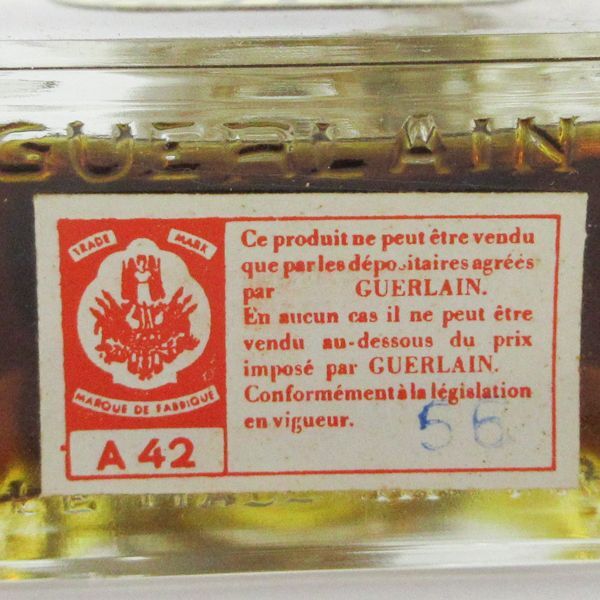 GUERLAIN
TRADE MARK
MARQUE DE FABRIQUE
A 42
Ce produit ne peut être vendu
que par les dépositaires agréés
par GUERLAIN.
En aucun cas il ne peut être
vendu au-dessous du prix
imposé par GUERLAIN.
Conformément à la législation
en vigueur.
56